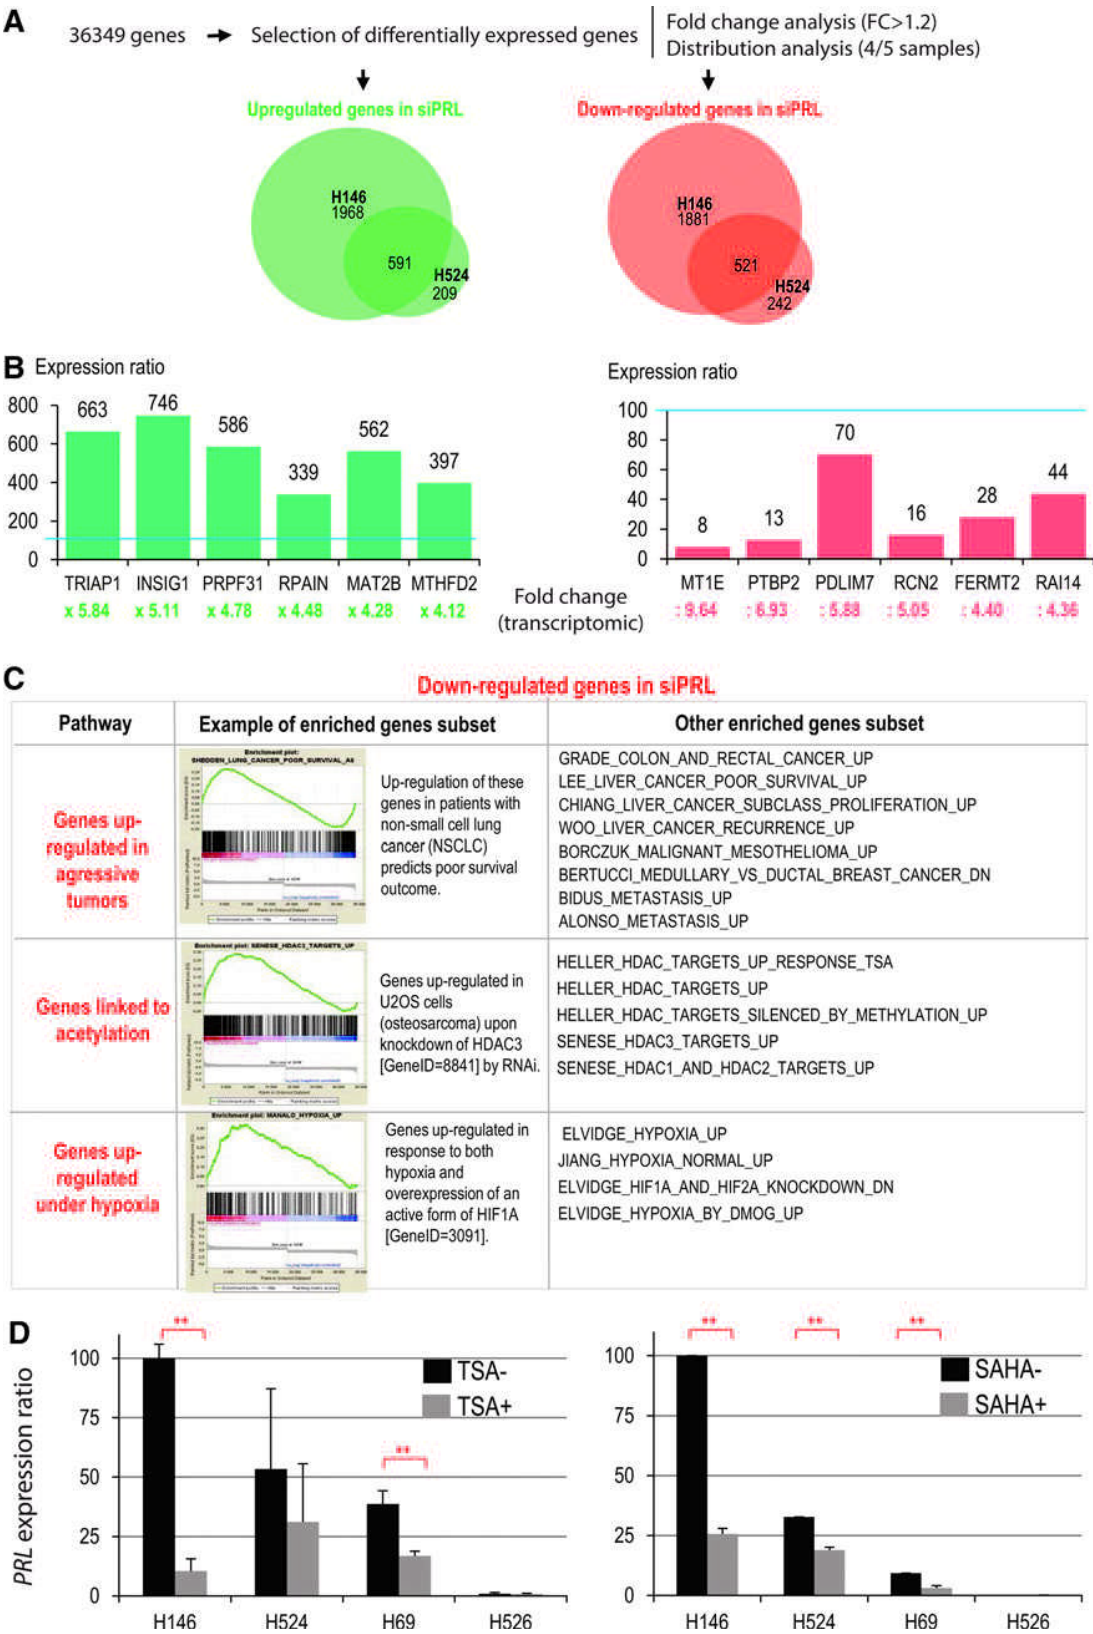 A
36349 genes → Selection of differentially expressed genes
Fold change analysis (FC>1.2)
Distribution analysis (4/5 samples)
Upregulated genes in siPRL
Down-regulated genes in siPRL
H146
1968
591
H524
209
H146
1881
521
H524
242
B
Expression ratio
800
600
400
200
0
663
746
586
339
562
397
TRIAP1 INSIG1 PRPF31 RPAIN MAT2B MTHFD2
x 5.84 x 5.11 x 4.78 x 4.48 x 4.28 x 4.12
Fold change
(transcriptomic)
Expression ratio
100
80
60
40
20
0
8
13
70
16
28
44
MT1E PTBP2 PDLIM7 RCN2 FERMT2 RAI14
: 9.64 : 6.93 : 5.88 : 5.05 : 4.40 : 4.36
C
Down-regulated genes in siPRL
Pathway
Example of enriched genes subset
Other enriched genes subset
Genes up-
regulated in
agressive
tumors
Enrichment plot:
SHEDDEN_LUNG_CANCER_POOR_SURVIVAL_A6
Up-regulation of these
genes in patients with
non-small cell lung
cancer (NSCLC)
predicts poor survival
outcome.
GRADE_COLON_AND_RECTAL_CANCER_UP
LEE_LIVER_CANCER_POOR_SURVIVAL_UP
CHIANG_LIVER_CANCER_SUBCLASS_PROLIFERATION_UP
WOO_LIVER_CANCER_RECURRENCE_UP
BORCZUK_MALIGNANT_MESOTHELIOMA_UP
BERTUCCI_MEDULLARY_VS_DUCTAL_BREAST_CANCER_DN
BIDUS_METASTASIS_UP
ALONSO_METASTASIS_UP
Genes linked to
acetylation
Enrichment plot: SENESE_HDAC3_TARGETS_UP
Genes up-regulated in
U2OS cells
(osteosarcoma) upon
knockdown of HDAC3
[GeneID=8841] by RNAi.
HELLER_HDAC_TARGETS_UP_RESPONSE_TSA
HELLER_HDAC_TARGETS_UP
HELLER_HDAC_TARGETS_SILENCED_BY_METHYLATION_UP
SENESE_HDAC3_TARGETS_UP
SENESE_HDAC1_AND_HDAC2_TARGETS_UP
Genes up-
regulated
under hypoxia
Enrichment plot: MANALO_HYPOXIA_UP
Genes up-regulated in
response to both
hypoxia and
overexpression of an
active form of HIF1A
[GeneID=3091].
ELVIDGE_HYPOXIA_UP
JIANG_HYPOXIA_NORMAL_UP
ELVIDGE_HIF1A_AND_HIF2A_KNOCKDOWN_DN
ELVIDGE_HYPOXIA_BY_DMOG_UP
D
PRL expression ratio
100
75
50
25
0
**
**
TSA-
TSA+
H146 H524 H69 H526
100
75
50
25
0
** ** **
SAHA-
SAHA+
H146 H524 H69 H526